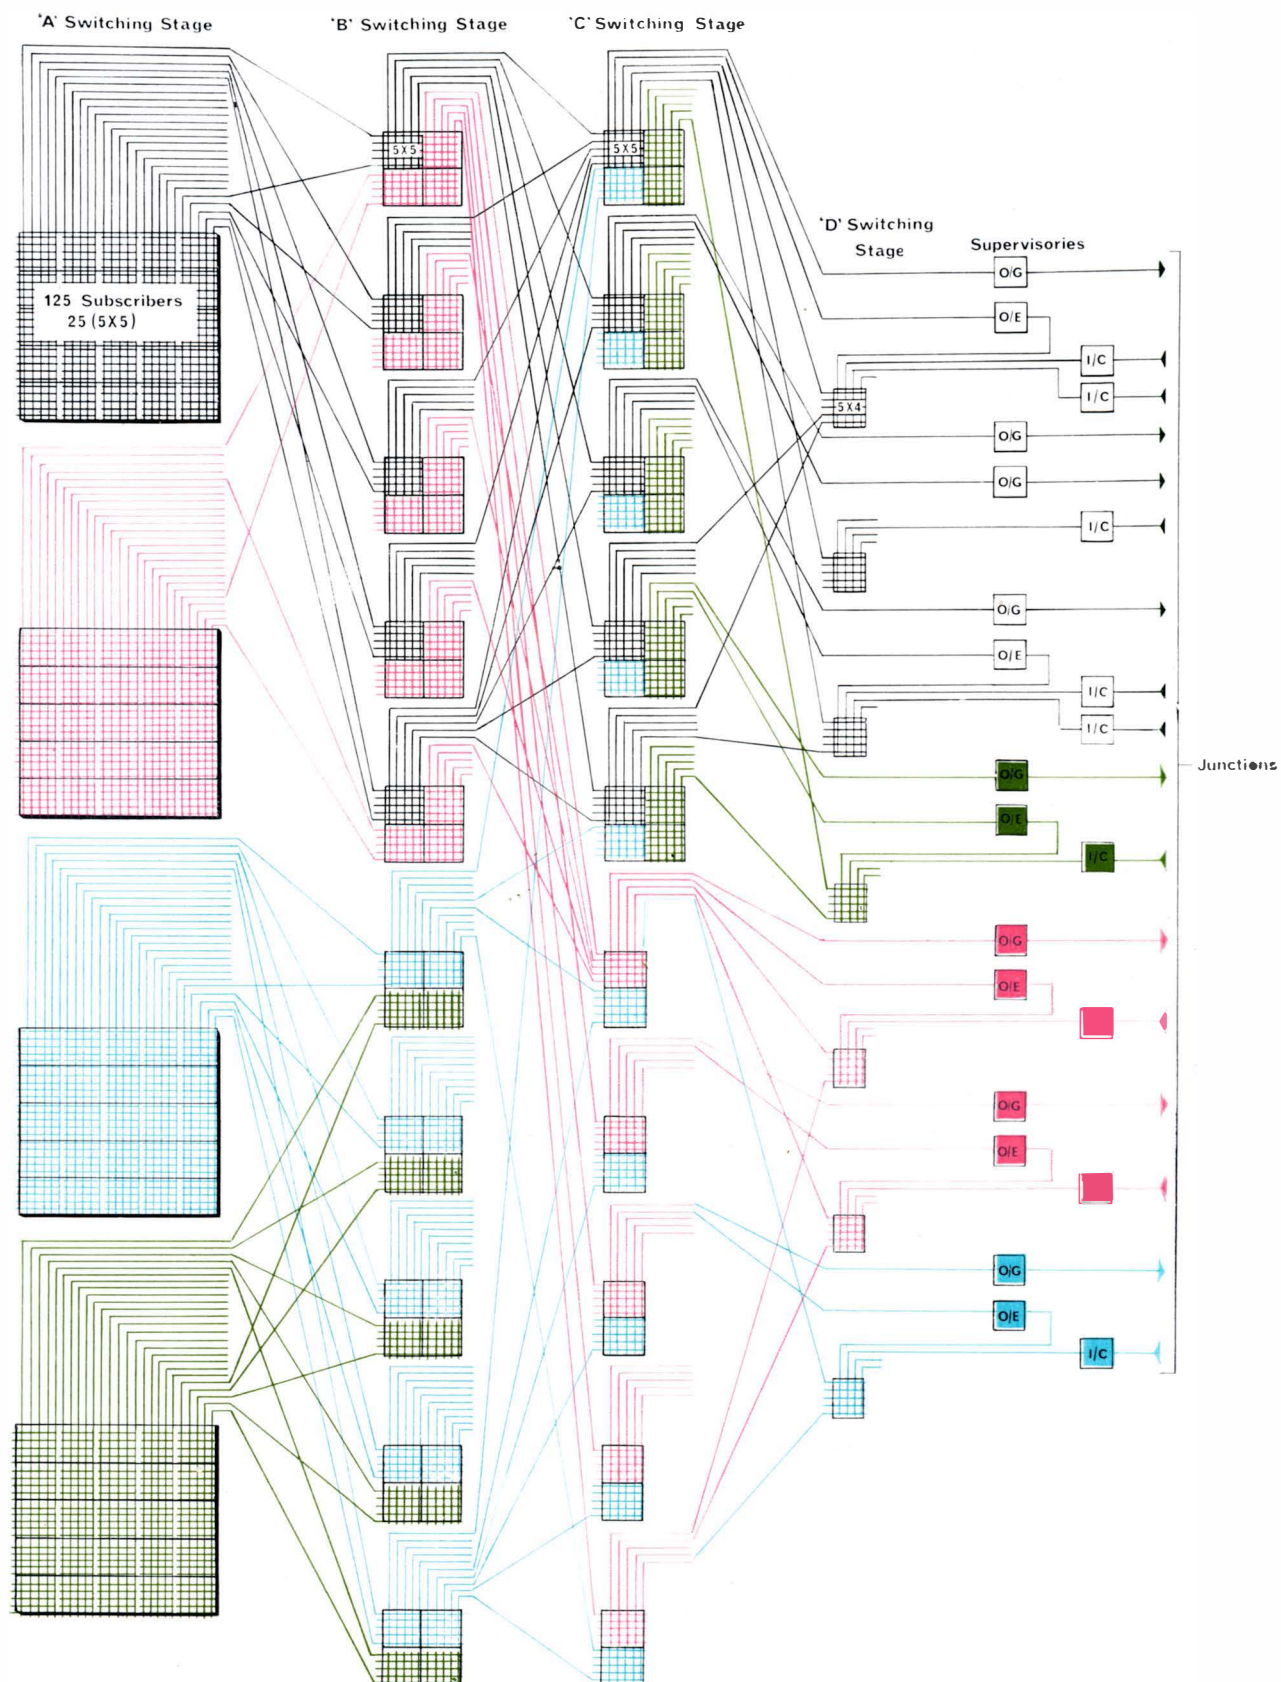 'A' Switching Stage
'B' Switching Stage
'C' Switching Stage
5X5
5X5
'D' Switching
Stage
Supervisories
O/G
125 Subscribers
25 (5X5)
O/E
I/C
I/C
5X4
O/G
O/G
I/C
O/G
O/E
I/C
I/C
Junctions
O/G
O/E
I/C
O/G
O/E
O/G
O/E
O/G
O/E
I/C